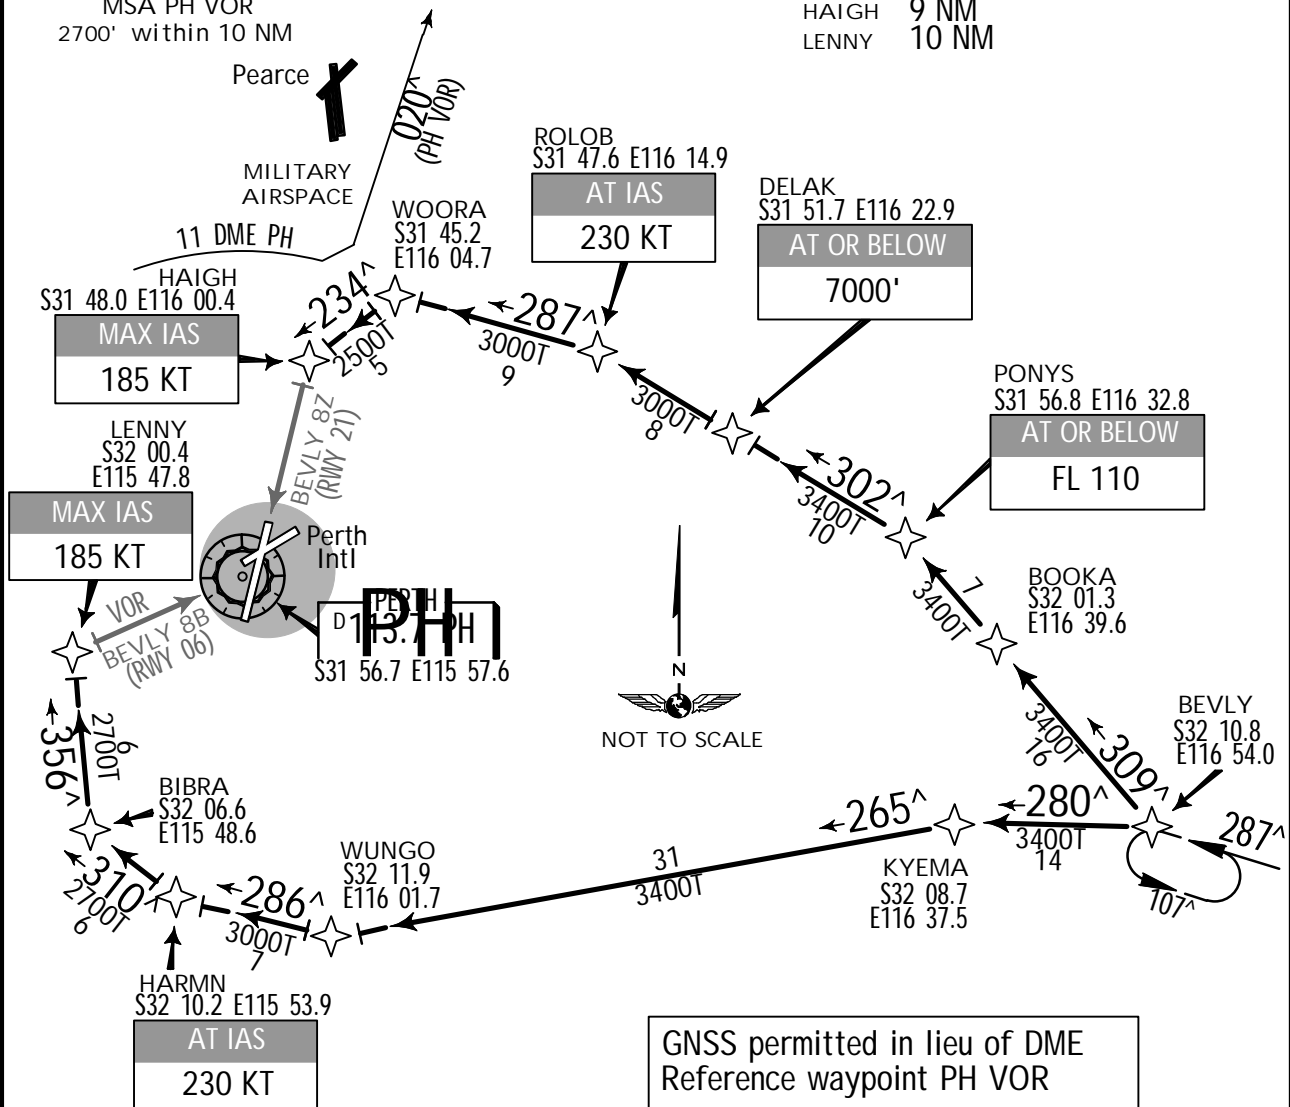 MSA PH VOR
2700' within 10 NM
HAIGH 9 NM
LENNY 10 NM
Pearce
020^
(PH VOR)
MILITARY
AIRSPACE
11 DME PH
ROLOB
S31 47.6 E116 14.9
AT IAS
230 KT
DELAK
S31 51.7 E116 22.9
AT OR BELOW
7000'
WOORA
S31 45.2
E116 04.7
HAIGH
S31 48.0 E116 00.4
MAX IAS
185 KT
234^
2500T
5
287^
3000T
9
3000T
8
PONYS
S31 56.8 E116 32.8
AT OR BELOW
FL 110
302^
3400T
10
LENNY
S32 00.4
E115 47.8
MAX IAS
185 KT
BEVLY 8Z
(RWY 21)
Perth
Intl
VOR
BEVLY 8B
(RWY 06)
PERTH
D 113.7 PH
PH
S31 56.7 E115 57.6
7
3400T
BOOKA
S32 01.3
E116 39.6
N
NOT TO SCALE
BEVLY
S32 10.8
E116 54.0
3400T
16
309^
287^
107^
280^
3400T
14
KYEMA
S32 08.7
E116 37.5
265^
31
3400T
356^
6
2700T
BIBRA
S32 06.6
E115 48.6
310^
2700T
6
WUNGO
S32 11.9
E116 01.7
286^
3000T
7
HARMN
S32 10.2 E115 53.9
AT IAS
230 KT
GNSS permitted in lieu of DME
Reference waypoint PH VOR